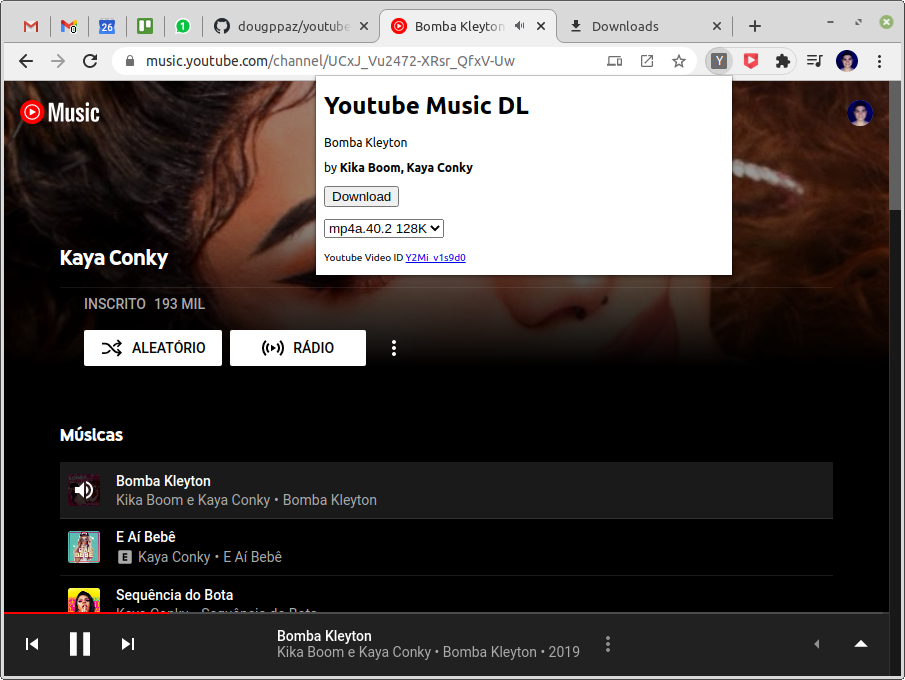 26
1
dougppaz/youtube
Bomba Kleyton
Downloads
music.youtube.com/channel/UCxJ_Vu2472-XRsr_QfxV-Uw
Y
Music
Youtube Music DL
Bomba Kleyton
by Kika Boom, Kaya Conky
Download
mp4a.40.2 128K
Youtube Video ID Y2Mi_v1s9d0
Kaya Conky
INSCRITO 193 MIL
ALEATÓRIO
RÁDIO
Músicas
Bomba Kleyton
Kika Boom e Kaya Conky • Bomba Kleyton
E Aí Bebê
E Kaya Conky • E Aí Bebê
Sequência do Bota
Kaya Conky • Sequência do Bota
Bomba Kleyton
Kika Boom e Kaya Conky • Bomba Kleyton • 2019